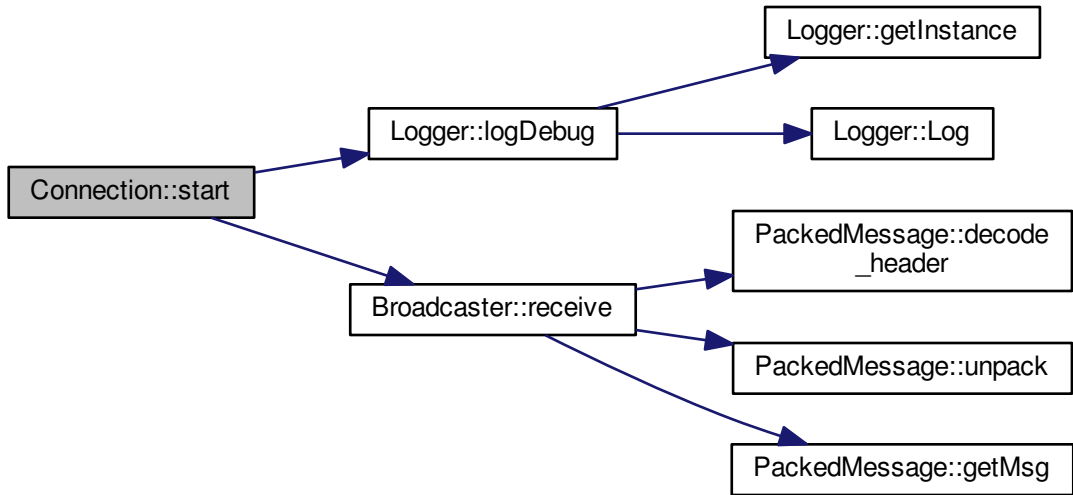 Logger::getInstance
Logger::logDebug
Logger::Log
Connection::start
PackedMessage::decode
_header
Broadcaster::receive
PackedMessage::unpack
PackedMessage::getMsg